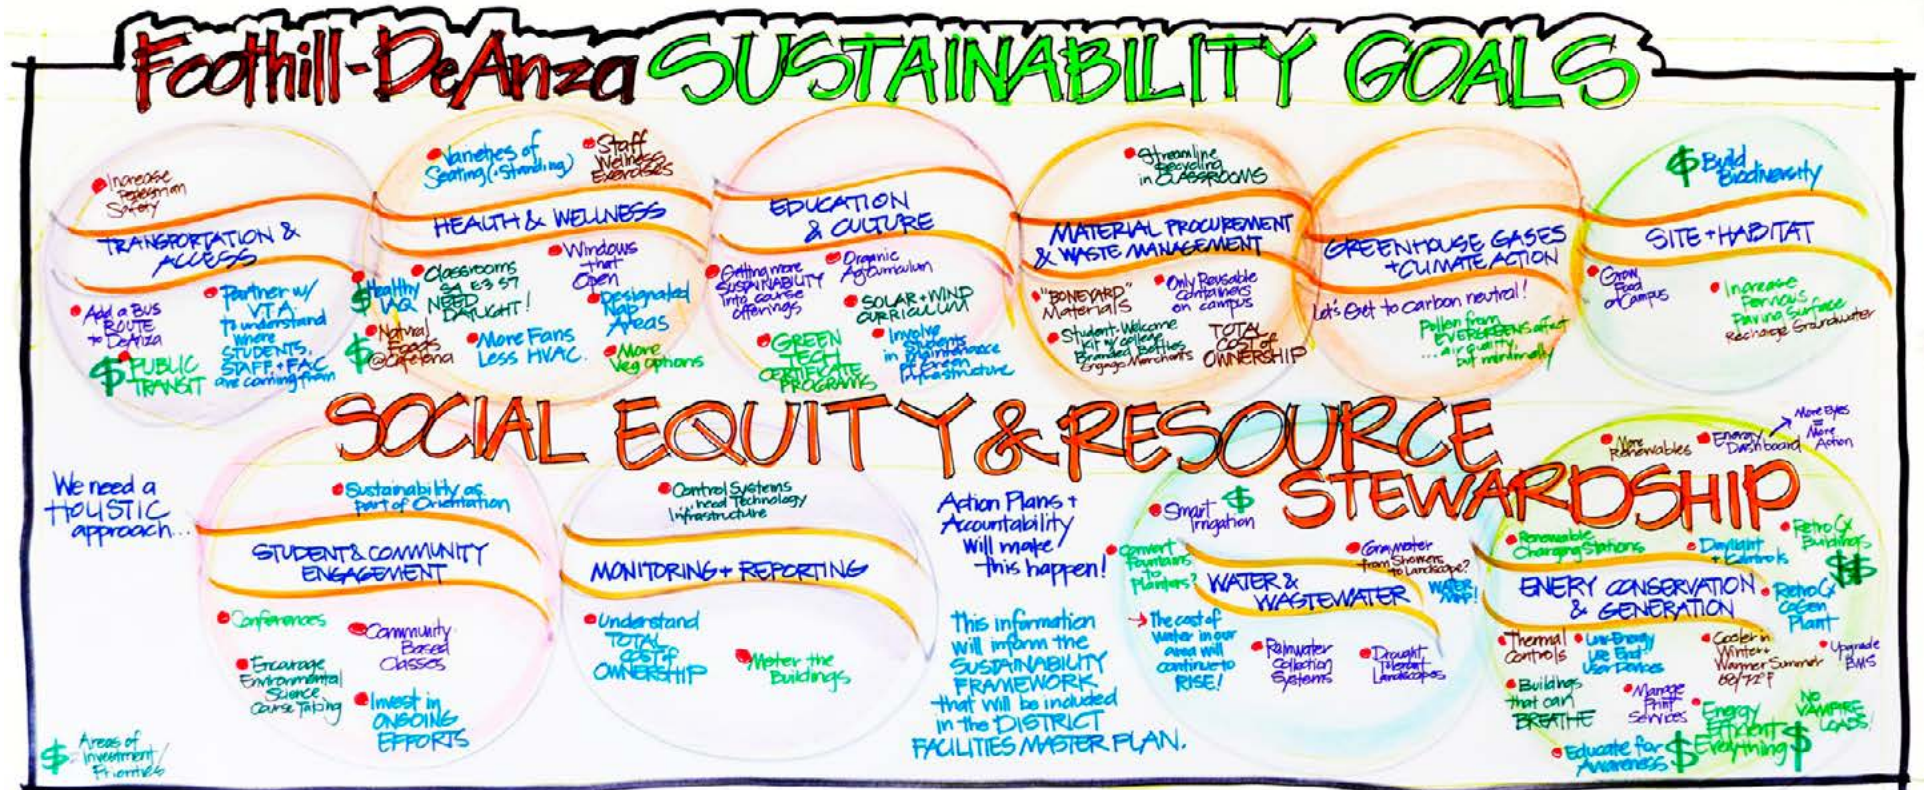 Foothill-DeAnza SUSTAINABILITY GOALS
Increase
Pedestrian
Safety
TRANSPORTATION &
ACCESS
Add a BUS
ROUTE
to DeAnza
$ PUBLIC
TRANSIT
Partner w/
VTA
to understand
where
STUDENTS,
STAFF, + FAC
are coming from
Varieties of
Seating (+Standing)
Staff
Wellness
Exercises
HEALTH & WELLNESS
Healthy
$ IAQ
Classrooms
NEED
DAYLIGHT!
Windows
that
Open
Natural
$ Foods
@Cafeteria
More Fans
Less HVAC.
Designated
Nap
Areas
More
Veg Options
EDUCATION
& CULTURE
Getting more
SUSTAINABILITY
into course
offerings
Organic
Ag Curriculum
SOLAR + WIND
CURRICULUM
GREEN
TECH
CERTIFICATE
PROGRAMS
Involve
Students
in Maintenance
of Green
Infrastructure
Streamline
Recycling
in CLASSROOMS
MATERIAL PROCUREMENT
& WASTE MANAGEMENT
"BONEYARD"
Materials
Only Reusable
Containers
on campus
Student-Welcome
Kit w/ college
Branded Bottles
Engage Merchants
TOTAL
COST of
OWNERSHIP
GREENHOUSE GASES
+ CLIMATE ACTION
Let's Get to carbon neutral!
Pollen from
EVERGREENS affect
...air quality,
but minimally
$ Build
Biodiversity
SITE + HABITAT
Grow
Food
on Campus
Increase
Pervious
Paving Surface
Recharge Groundwater
SOCIAL EQUITY & RESOURCE
STEWARDSHIP
We need a
HOLISTIC
approach...
Sustainability as
part of Orientation
STUDENT & COMMUNITY
ENGAGEMENT
Conferences
Community
Based
Classes
Encourage
Environmental
Science
Course Taking
Invest in
ONGOING
EFFORTS
$ Areas of
Investment/
Priorities
Control Systems
need Technology
Infrastructure
MONITORING + REPORTING
Understand
TOTAL
COST of
OWNERSHIP
Meter the
Buildings
Action Plans +
Accountability
Will make
this happen!
This information
will inform the
SUSTAINABILITY
FRAMEWORK
that will be included
in the DISTRICT
FACILITIES MASTER PLAN.
Smart $
Irrigation
Convert
Fountains
to
Planters?
Graywater
from Showers
to Landscape?
WATER &
WASTEWATER
WATER
The cost of
water in our
area will
continue to
RISE!
Rainwater
Collection
Systems
Drought
Tolerant
Landscapes
More
Renewables
Energy
Dashboard
More Eyes
=
More
Action
Renewable
Charging Stations
Daylight
+ Controls
Retro Cx
Buildings
$$
ENERY CONSERVATION
& GENERATION
Retro Cx
CoGen
Plant
Thermal
Controls
Low-Energy
Use End
User Devices
Cooler in
Winter+
Warmer Summer
68/72°F
Upgrade
BMS
Buildings
that can
BREATHE
Manage
Print
Services
Energy
Efficient
Everything $
NO
VAMPIRE
LOADS!
Educate for
Awareness $